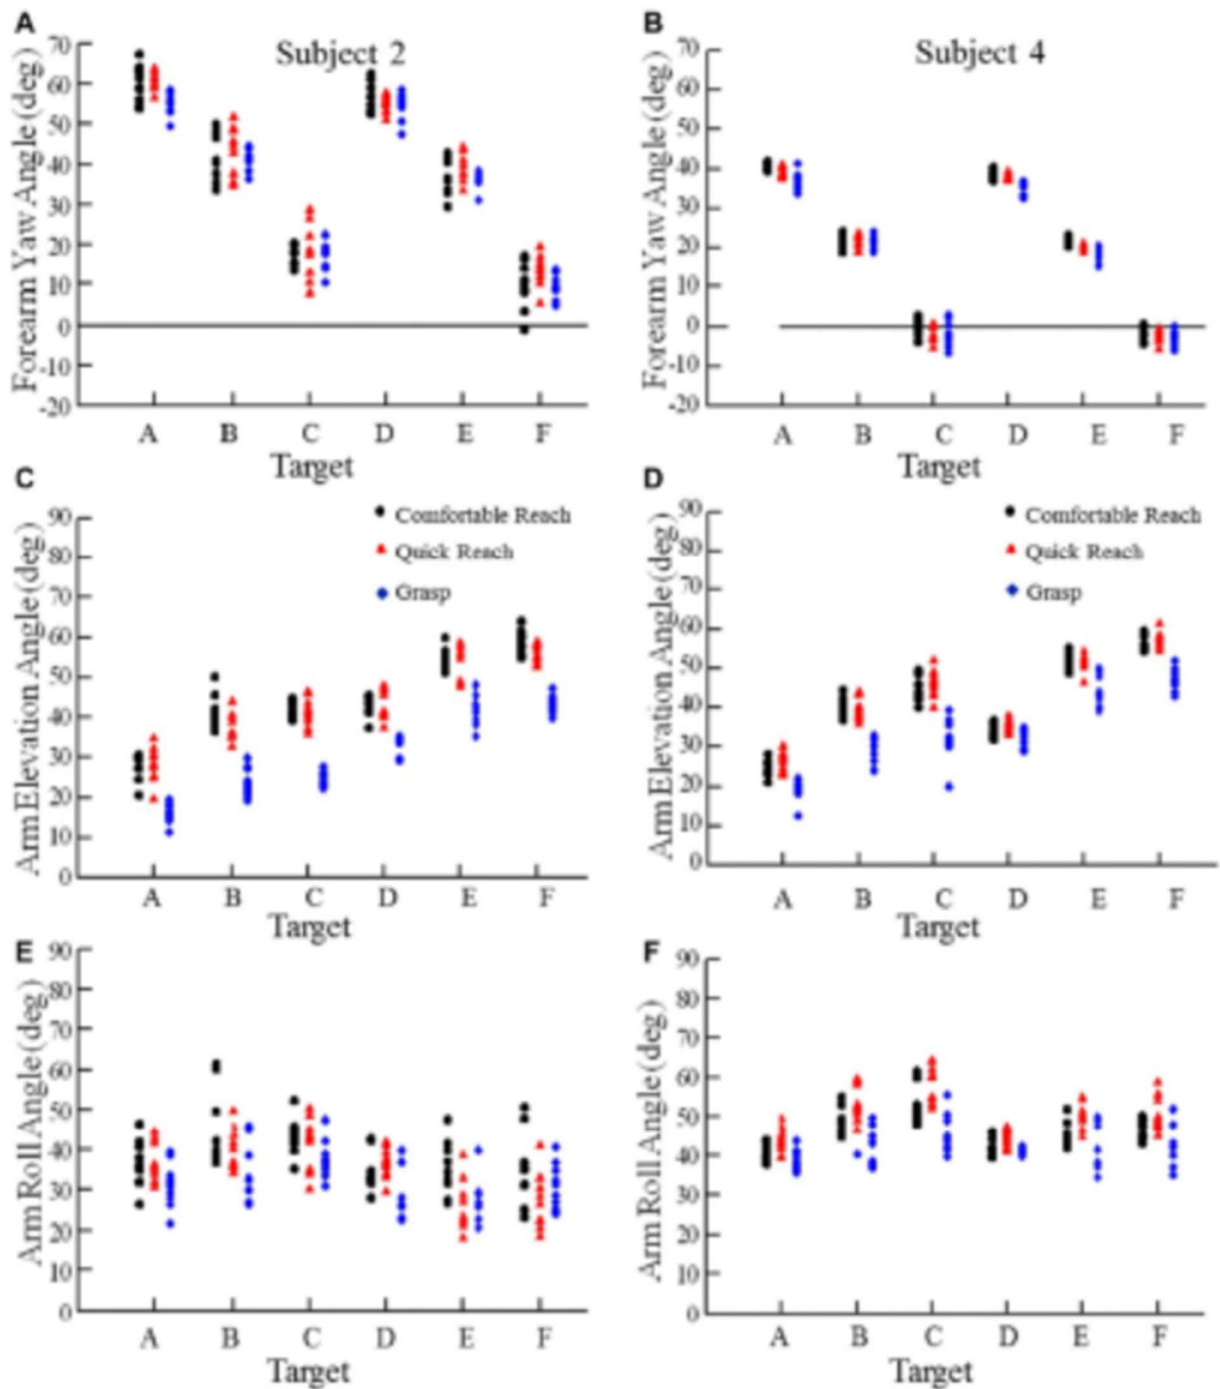 A
Subject 2
Forearm Yaw Angle (deg)
70
60
50
40
30
20
10
0
-10
-20
A B C D E F
Target
B
Subject 4
Forearm Yaw Angle (deg)
70
60
50
40
30
20
10
0
-10
-20
A B C D E F
Target
C
Arm Elevation Angle (deg)
90
80
70
60
50
40
30
20
10
0
Comfortable Reach
Quick Reach
Grasp
A B C D E F
Target
D
Arm Elevation Angle (deg)
90
80
70
60
50
40
30
20
10
0
Comfortable Reach
Quick Reach
Grasp
A B C D E F
Target
E
Arm Roll Angle (deg)
90
80
70
60
50
40
30
20
10
0
A B C D E F
Target
F
Arm Roll Angle (deg)
90
80
70
60
50
40
30
20
10
0
A B C D E F
Target